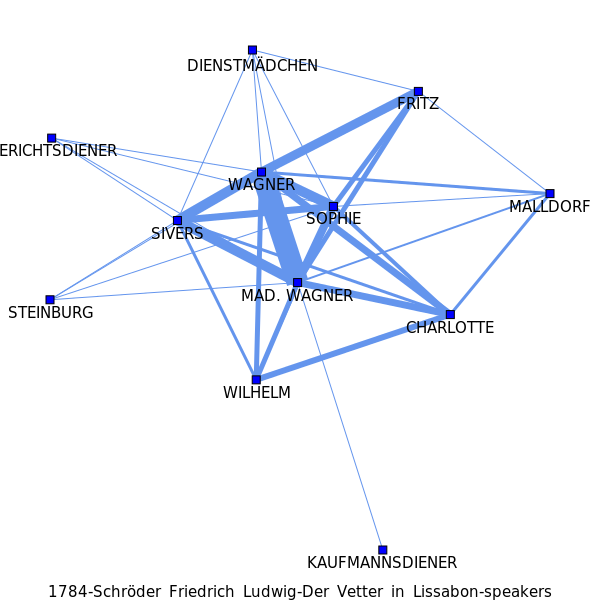 DIENSTMÄDCHEN
FRITZ
ERICHTSDIENER
WAGNER
MALLDORF
SOPHIE
SIVERS
MAD. WAGNER
STEINBURG
CHARLOTTE
WILHELM
KAUFMANNSDIENER
1784-Schröder Friedrich Ludwig-Der Vetter in Lissabon-speakers